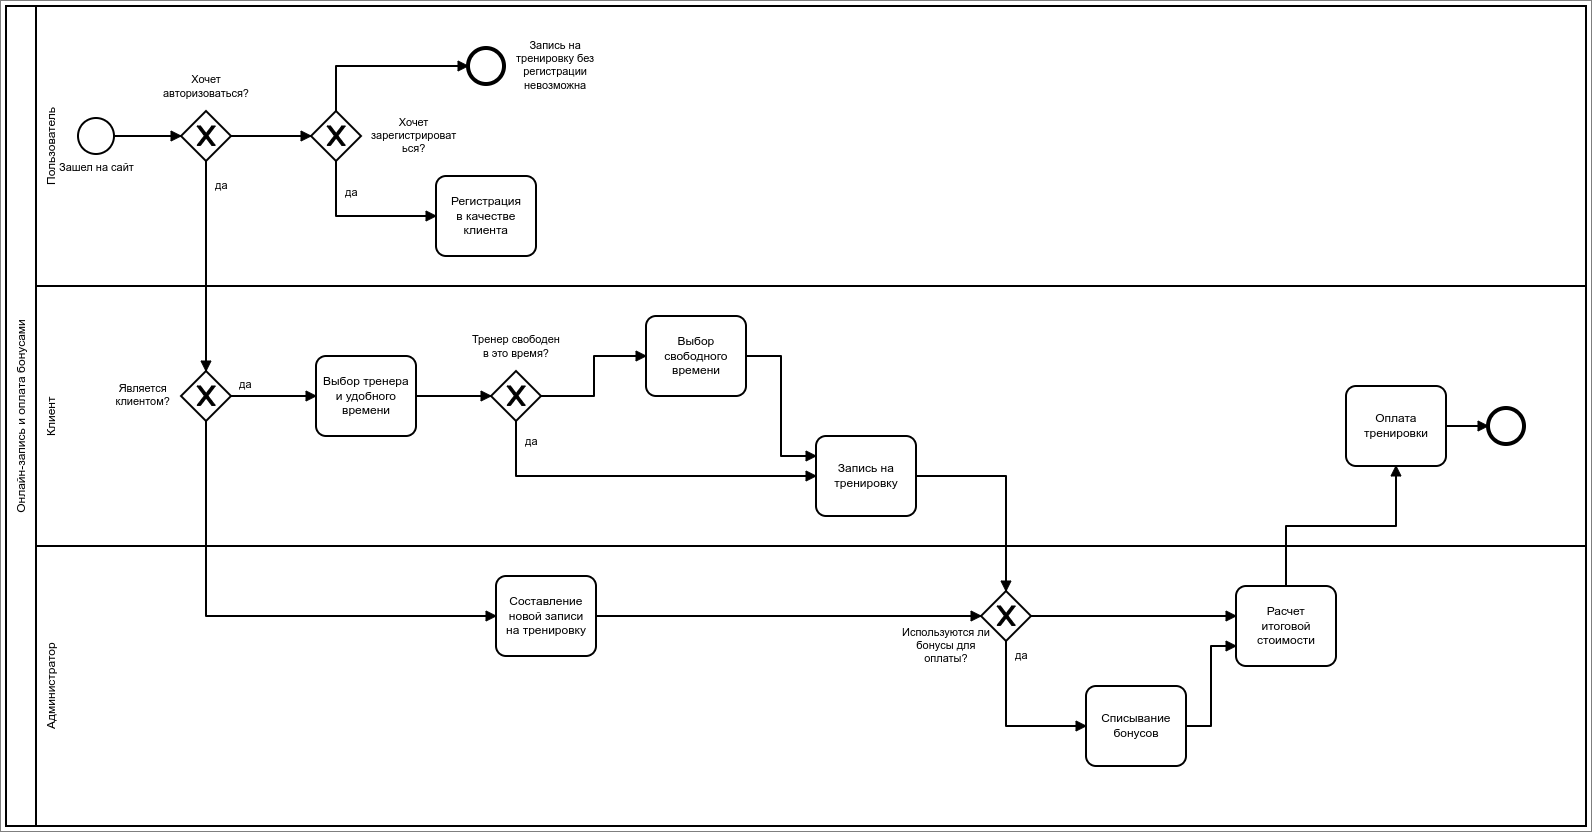 Онлайн-запись и оплата бонусами
Пользователь
Зашел на сайт
Хочет
авторизоваться?
да
Хочет
зарегистрироват
ься?
да
Запись на
тренировку без
регистрации
невозможна
Регистрация
в качестве
клиента
Клиент
Является
клиентом?
да
Выбор тренера
и удобного
времени
Тренер свободен
в это время?
да
Выбор
свободного
времени
Запись на
тренировку
Оплата
тренировки
Администратор
Составление
новой записи
на тренировку
Используются ли
бонусы для
оплаты?
да
Списывание
бонусов
Расчет
итоговой
стоимости